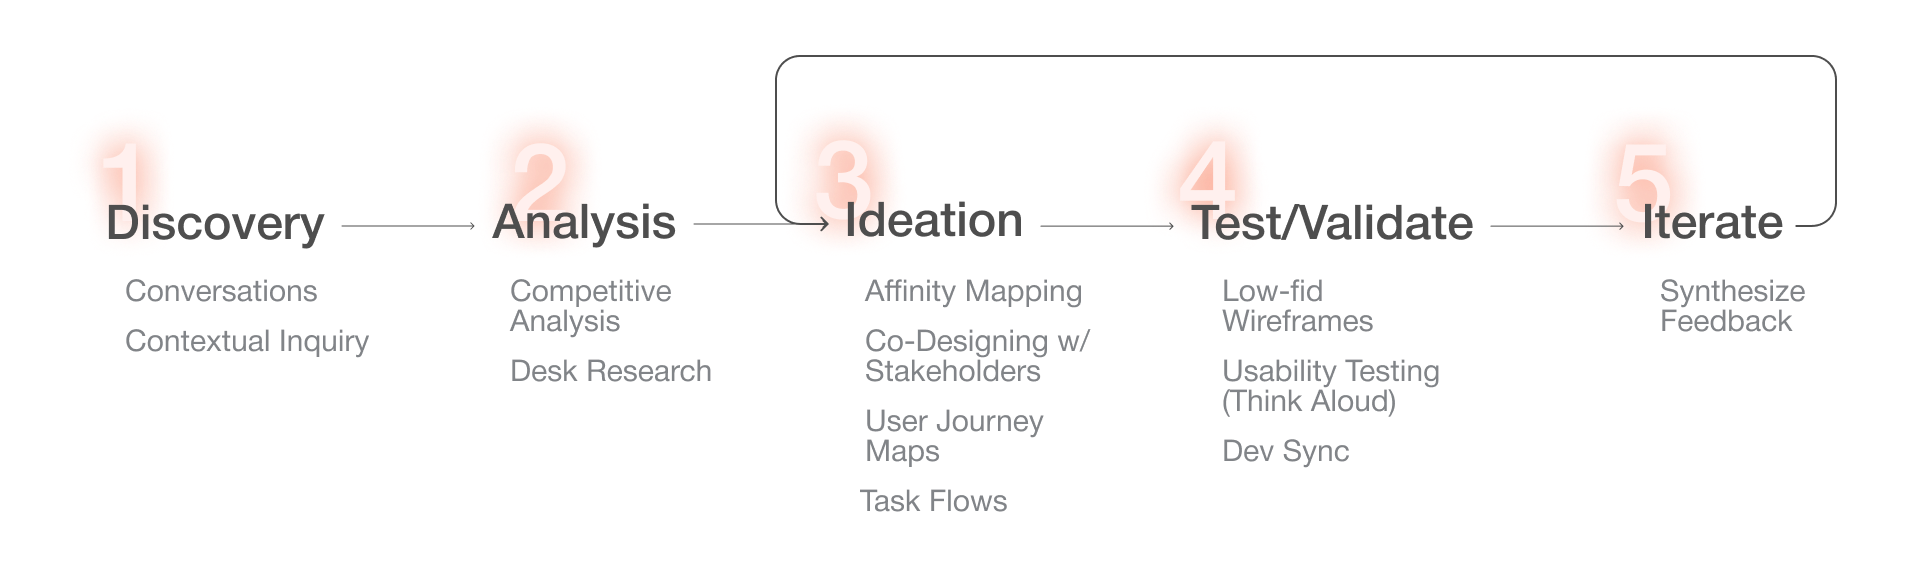 1
Discovery
Conversations
Contextual Inquiry
2
Analysis
Competitive
Analysis
Desk Research
3
Ideation
Affinity Mapping
Co-Designing w/
Stakeholders
User Journey
Maps
Task Flows
4
Test/Validate
Low-fid
Wireframes
Usability Testing
(Think Aloud)
Dev Sync
5
Iterate
Synthesize
Feedback